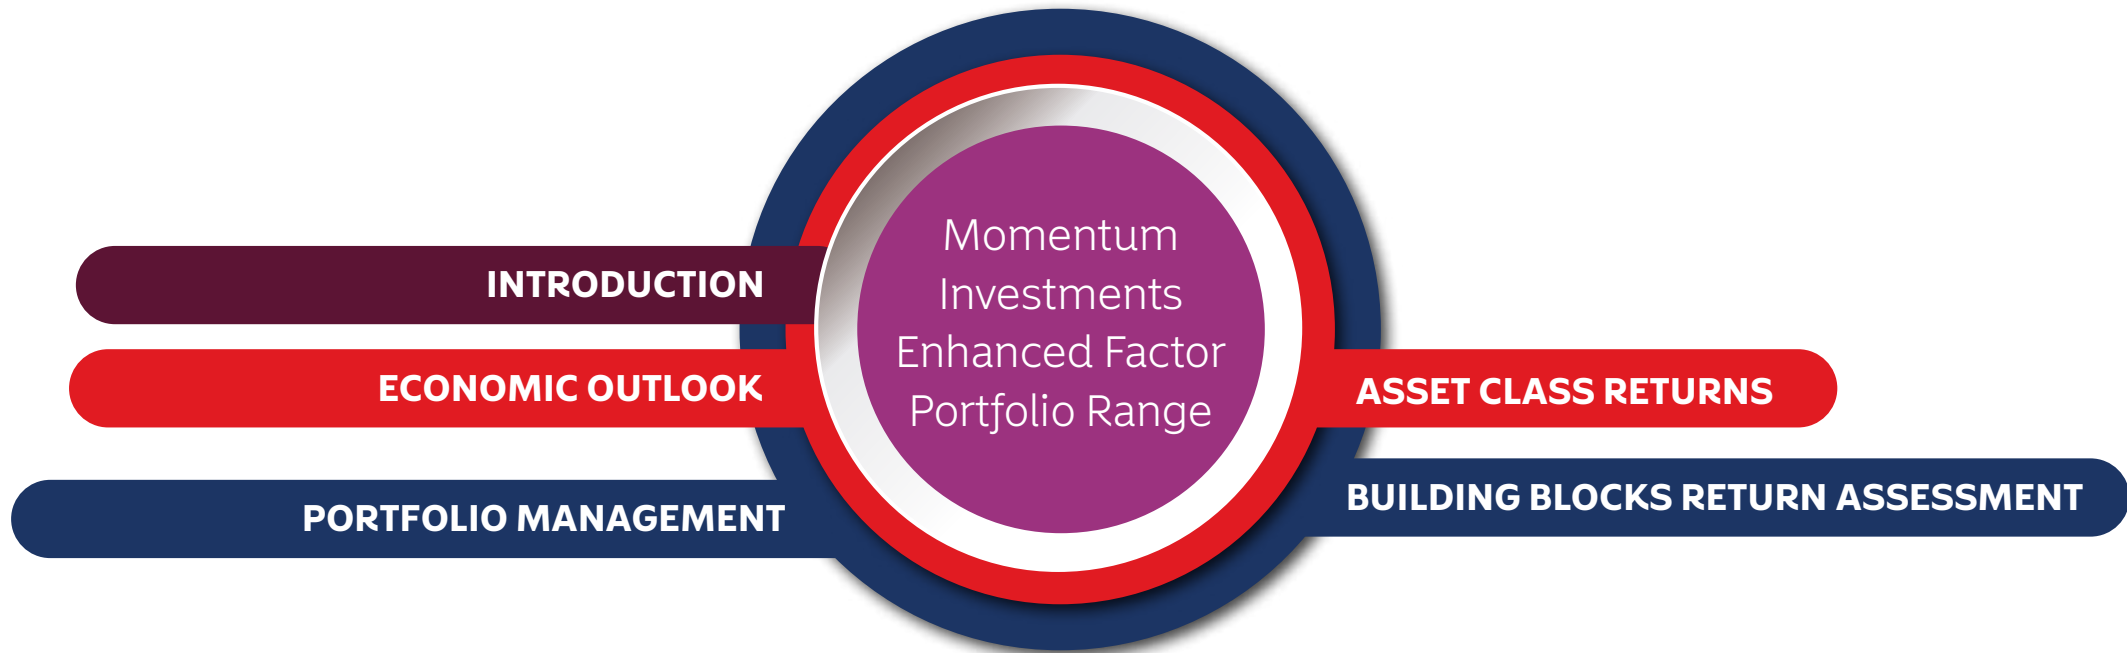 INTRODUCTION
ECONOMIC OUTLOOK
PORTFOLIO MANAGEMENT
Momentum
Investments
Enhanced Factor
Portfolio Range
ASSET CLASS RETURNS
BUILDING BLOCKS RETURN ASSESSMENT